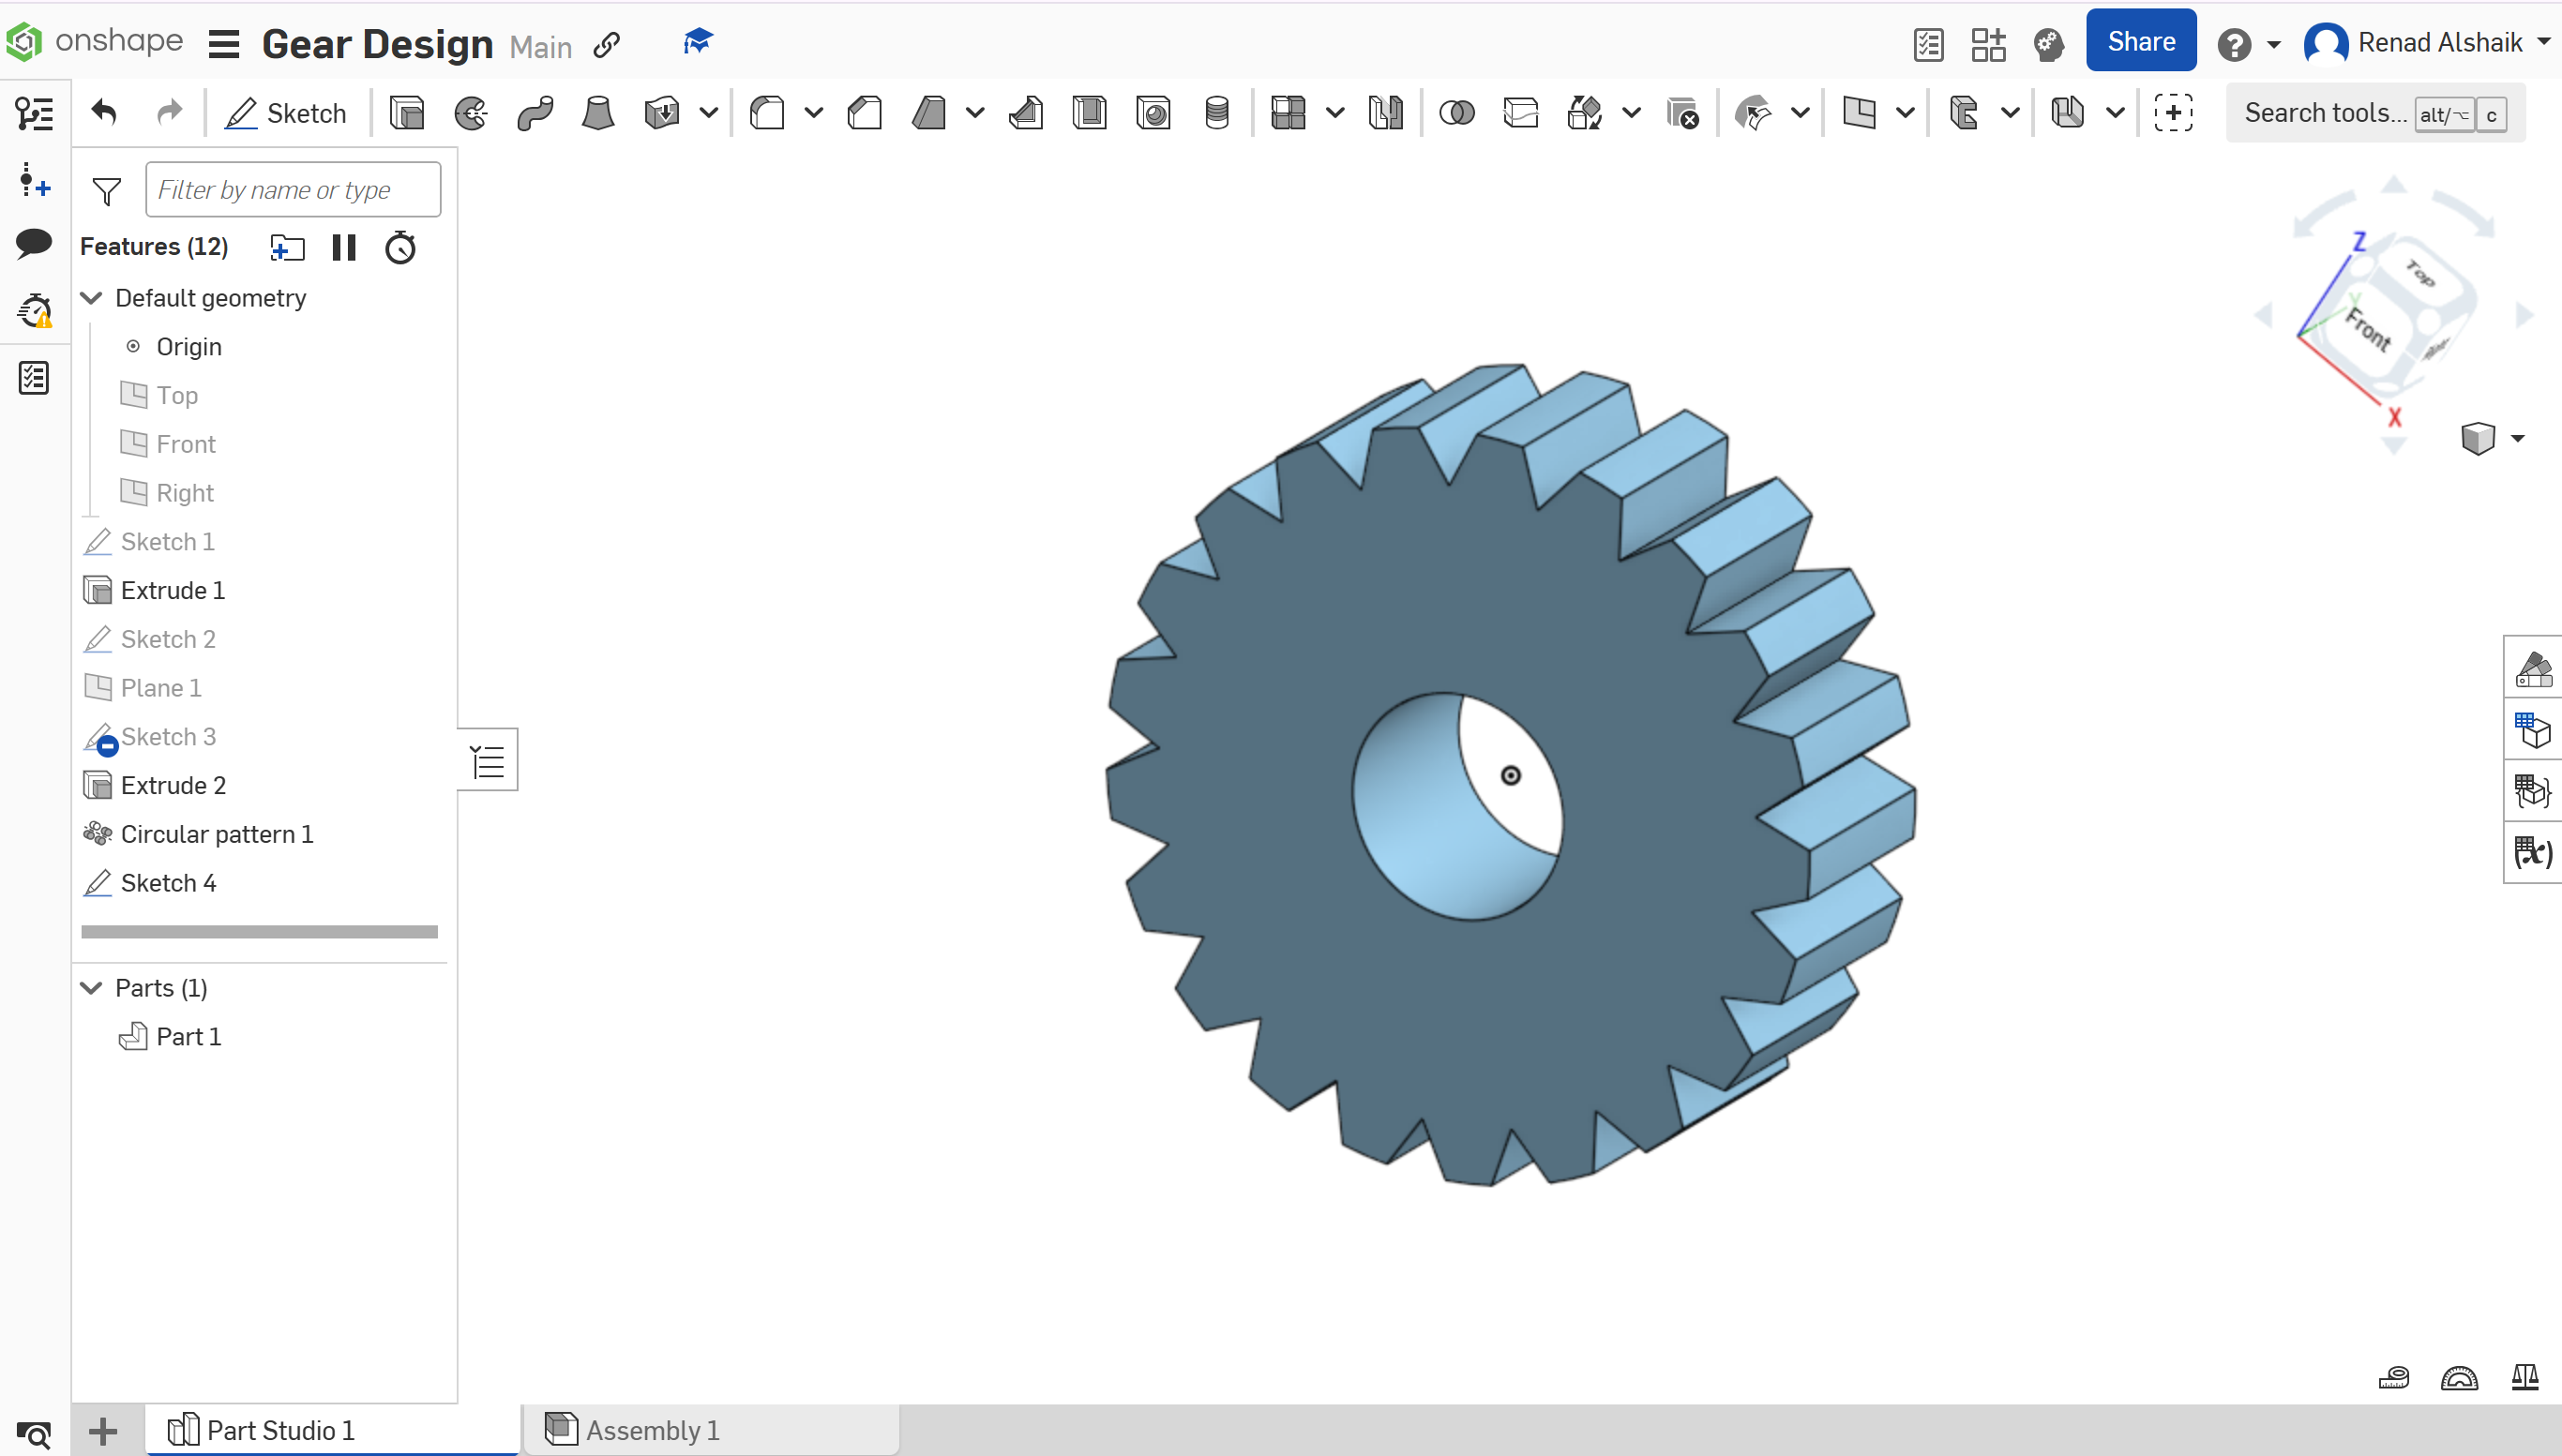 onshape Gear Design Main Share Renad Alshaik
Sketch Search tools... alt/⌥ c
Filter by name or type
Features (12)
Default geometry
Origin
Top
Front
Right
Sketch 1
Extrude 1
Sketch 2
Plane 1
Sketch 3
Extrude 2
Circular pattern 1
Sketch 4
Parts (1)
Part 1
Z
Top
Y
Front
X
Part Studio 1 Assembly 1